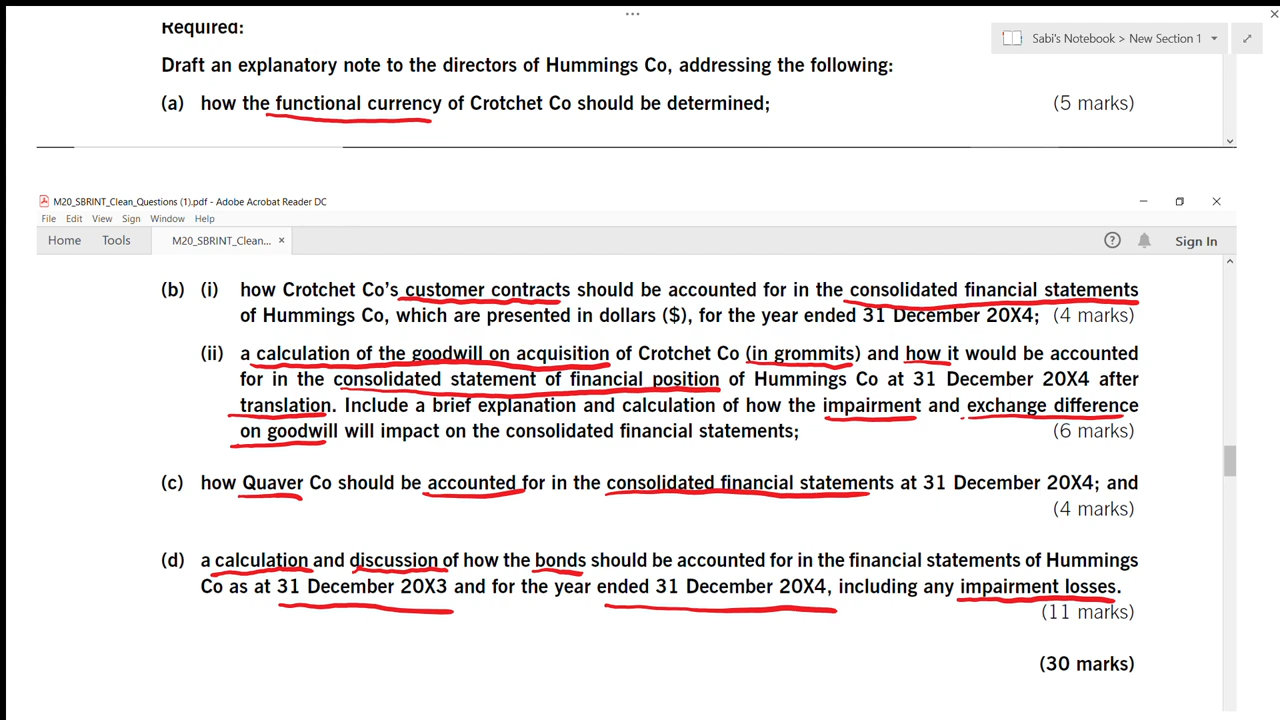 Required:
Sabi's Notebook > New Section 1
Draft an explanatory note to the directors of Hummings Co, addressing the following:
(a) how the functional currency of Crotchet Co should be determined; (5 marks)
M20_SBRINT_Clean_Questions (1).pdf - Adobe Acrobat Reader DC
File Edit View Sign Window Help
Home Tools M20_SBRINT_Clean... × ? Sign In
(b) (i) how Crotchet Co's customer contracts should be accounted for in the consolidated financial statements
of Hummings Co, which are presented in dollars ($), for the year ended 31 December 20X4; (4 marks)
(ii) a calculation of the goodwill on acquisition of Crotchet Co (in grommits) and how it would be accounted
for in the consolidated statement of financial position of Hummings Co at 31 December 20X4 after
translation. Include a brief explanation and calculation of how the impairment and exchange difference
on goodwill will impact on the consolidated financial statements; (6 marks)
(c) how Quaver Co should be accounted for in the consolidated financial statements at 31 December 20X4; and
(4 marks)
(d) a calculation and discussion of how the bonds should be accounted for in the financial statements of Hummings
Co as at 31 December 20X3 and for the year ended 31 December 20X4, including any impairment losses.
(11 marks)
(30 marks)